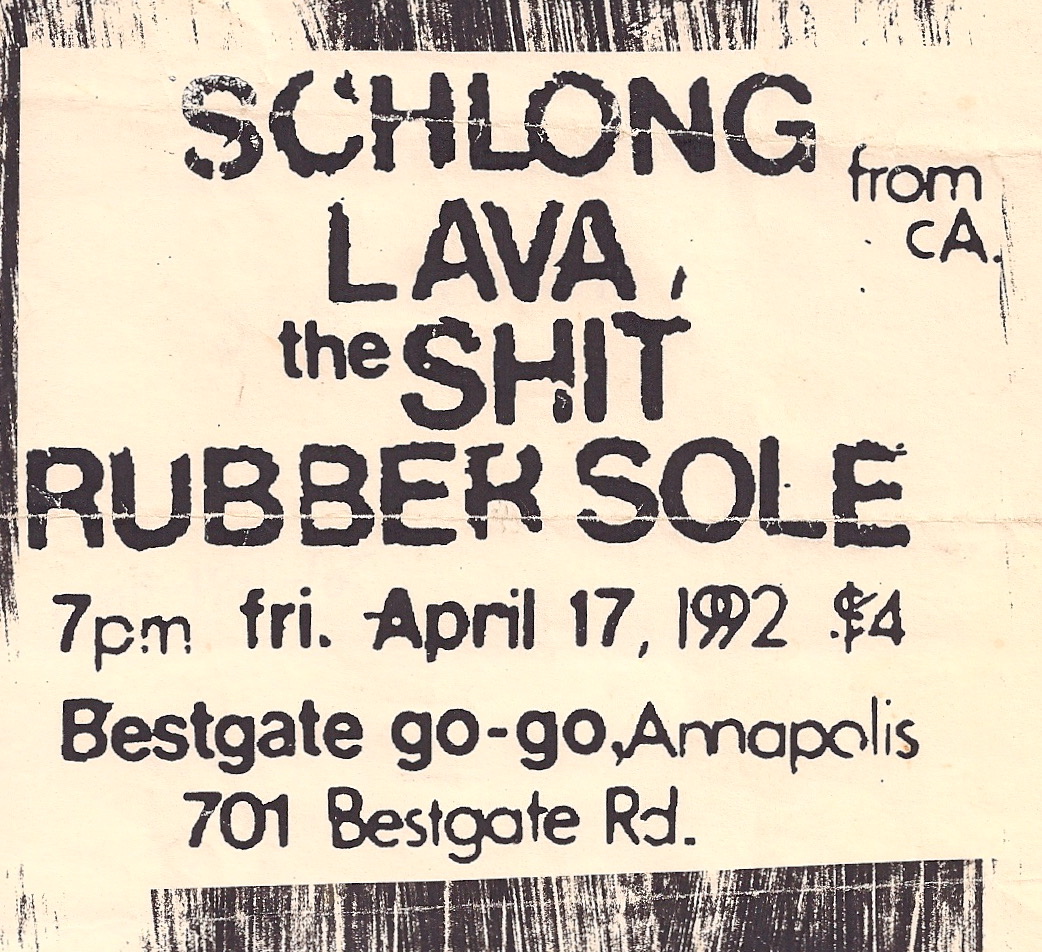 SCHLONG from
CA.
LAVA,
the SHIT
RUBBER SOLE
7pm fri. April 17, 1992 $4
Bestgate go-go, Annapolis
701 Bestgate Rd.